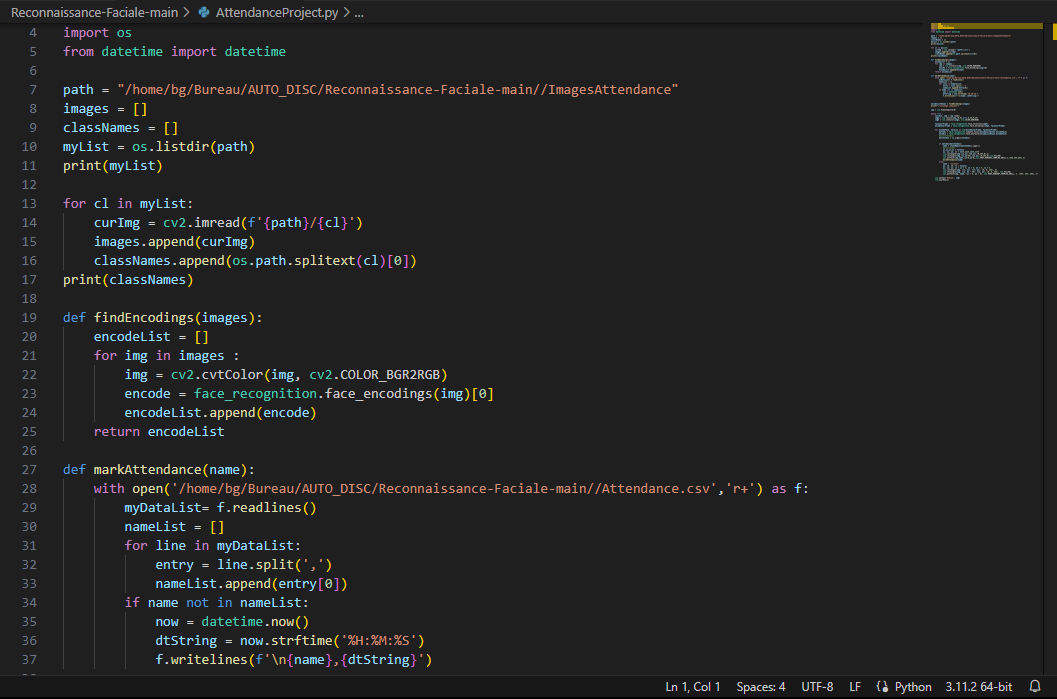 Reconnaissance-Faciale-main > AttendanceProject.py > ...
4 import os
5 from datetime import datetime
6
7 path = "/home/bg/Bureau/AUTO_DISC/Reconnaissance-Faciale-main//ImagesAttendance"
8 images = []
9 classNames = []
10 myList = os.listdir(path)
11 print(myList)
12
13 for cl in myList:
14     curImg = cv2.imread(f'{path}/{cl}')
15     images.append(curImg)
16     classNames.append(os.path.splitext(cl)[0])
17 print(classNames)
18
19 def findEncodings(images):
20     encodeList = []
21     for img in images :
22         img = cv2.cvtColor(img, cv2.COLOR_BGR2RGB)
23         encode = face_recognition.face_encodings(img)[0]
24         encodeList.append(encode)
25     return encodeList
26
27 def markAttendance(name):
28     with open('/home/bg/Bureau/AUTO_DISC/Reconnaissance-Faciale-main//Attendance.csv','r+') as f:
29         myDataList= f.readlines()
30         nameList = []
31         for line in myDataList:
32             entry = line.split(',')
33             nameList.append(entry[0])
34         if name not in nameList:
35             now = datetime.now()
36             dtString = now.strftime('%H:%M:%S')
37             f.writelines(f'\n{name},{dtString}')
Ln 1, Col 1 Spaces: 4 UTF-8 LF Python 3.11.2 64-bit